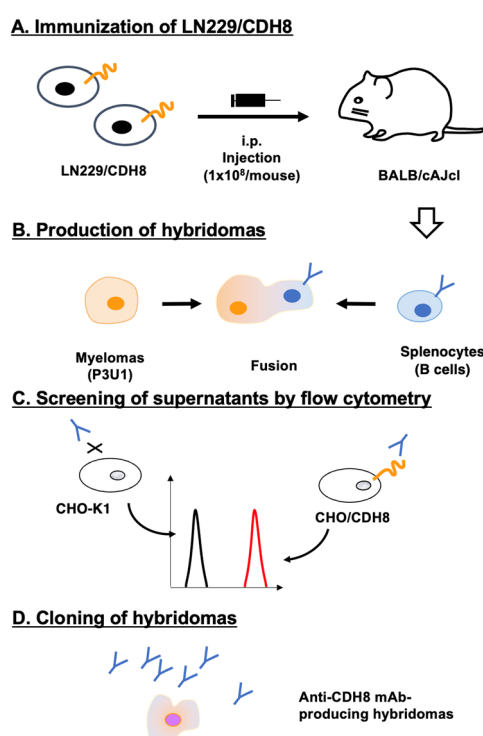 A. Immunization of LN229/CDH8
i.p.
Injection
(1x10⁸/mouse)
LN229/CDH8
BALB/cAJcl
B. Production of hybridomas
Myelomas
(P3U1)
Fusion
Splenocytes
(B cells)
C. Screening of supernatants by flow cytometry
CHO-K1
CHO/CDH8
D. Cloning of hybridomas
Anti-CDH8 mAb-
producing hybridomas